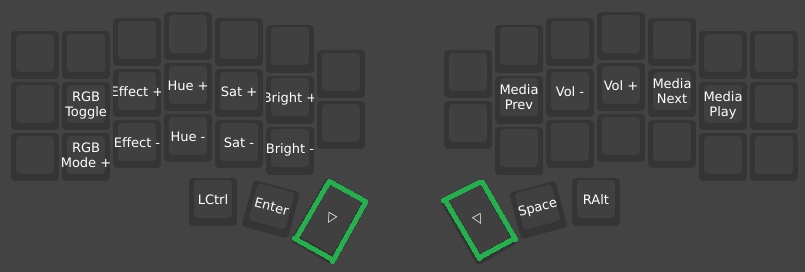 RGB
Toggle
Effect +
Hue +
Sat +
Bright +
RGB
Mode +
Effect -
Hue -
Sat -
Bright -
LCtrl
Enter
▷
Media
Prev
Vol -
Vol +
Media
Next
Media
Play
◁
Space
RAlt